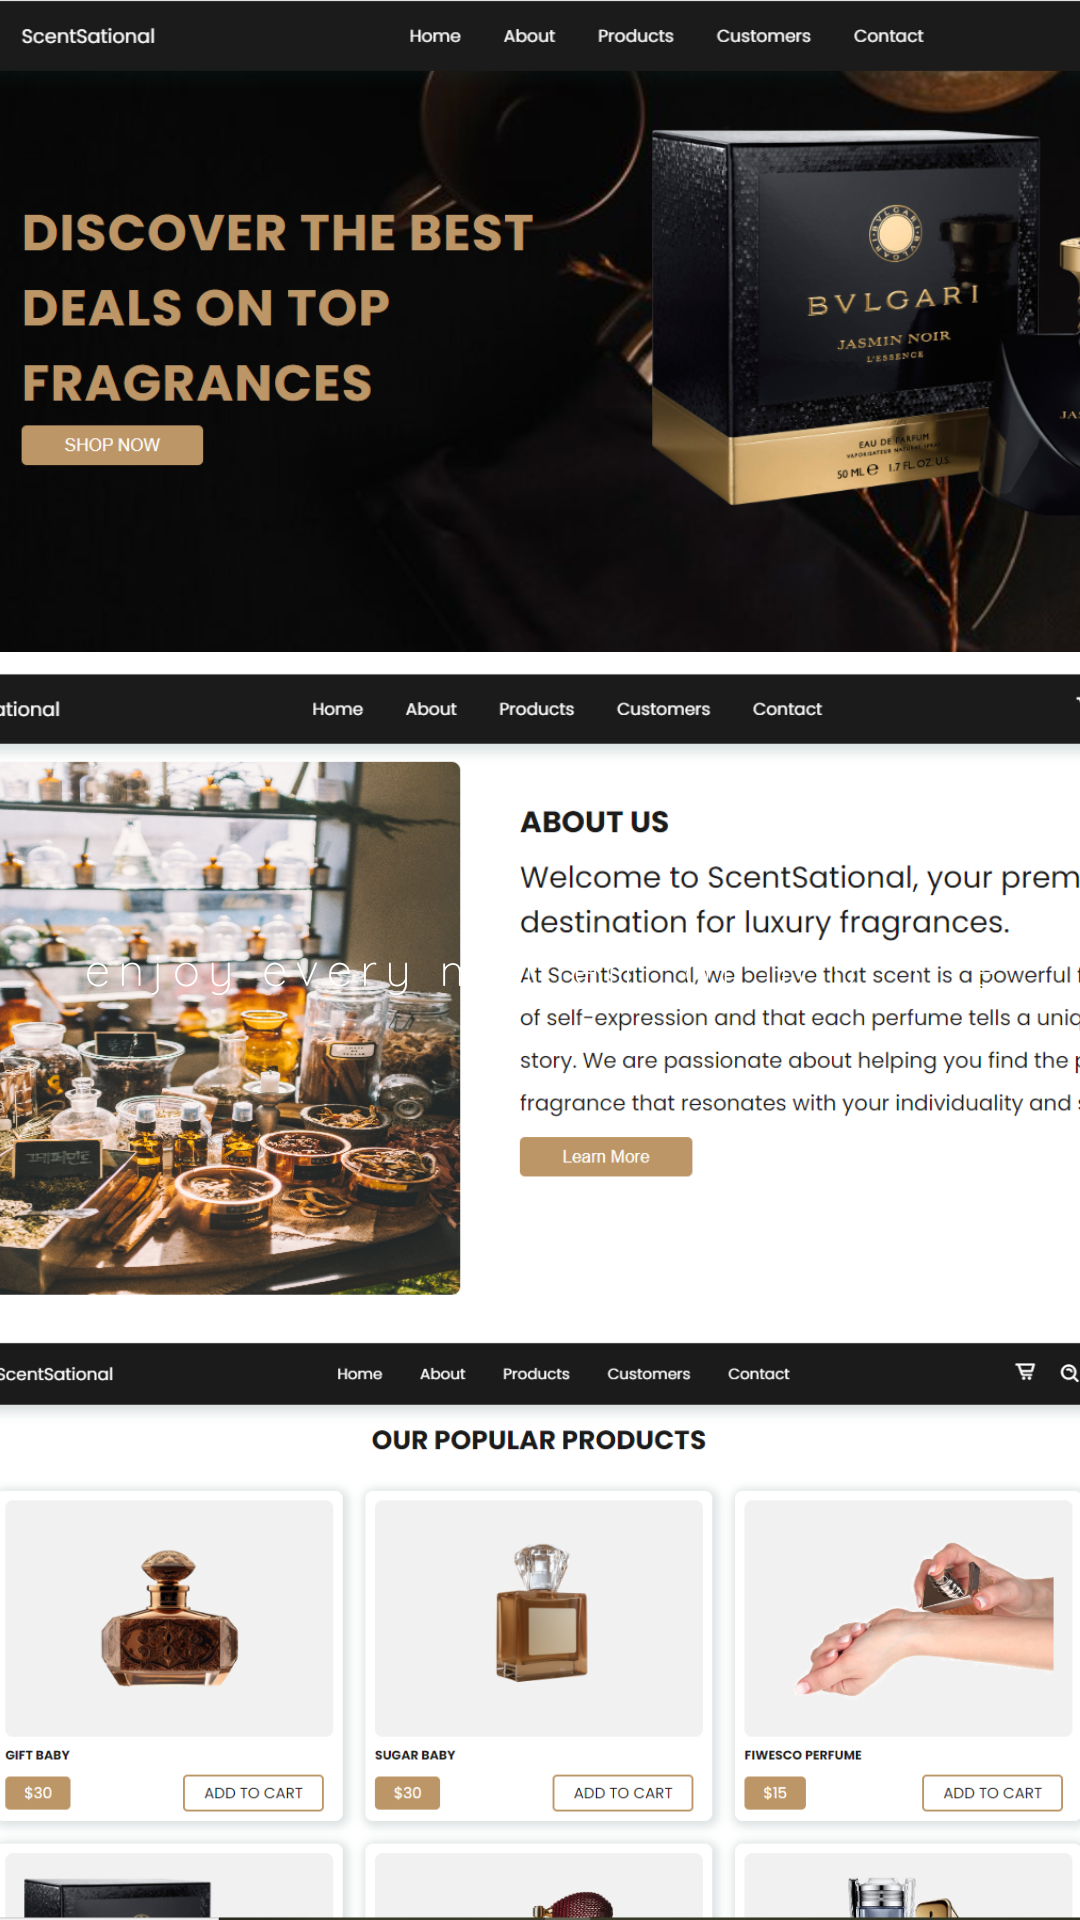 ScentSational
Home About Products Customers Contact
DISCOVER THE BEST
DEALS ON TOP
FRAGRANCES
SHOP NOW
BVLGARI
BVLGARI
JASMIN NOIR
L'ESSENCE
EAU DE PARFUM
VAPORISATEUR NATURAL SPRAY
50 ML e 1.7 FL. OZ. U.S.
JAS
ational
Home About Products Customers Contact
ABOUT US
Welcome to ScentSational, your prem
destination for luxury fragrances.
enjoy every m
At ScentSational, we believe that scent is a powerful f
of self-expression and that each perfume tells a uniq
story. We are passionate about helping you find the p
fragrance that resonates with your individuality and s
Learn More
ScentSational
Home About Products Customers Contact
OUR POPULAR PRODUCTS
GIFT BABY
$30 ADD TO CART
SUGAR BABY
$30 ADD TO CART
FIWESCO PERFUME
$15 ADD TO CART